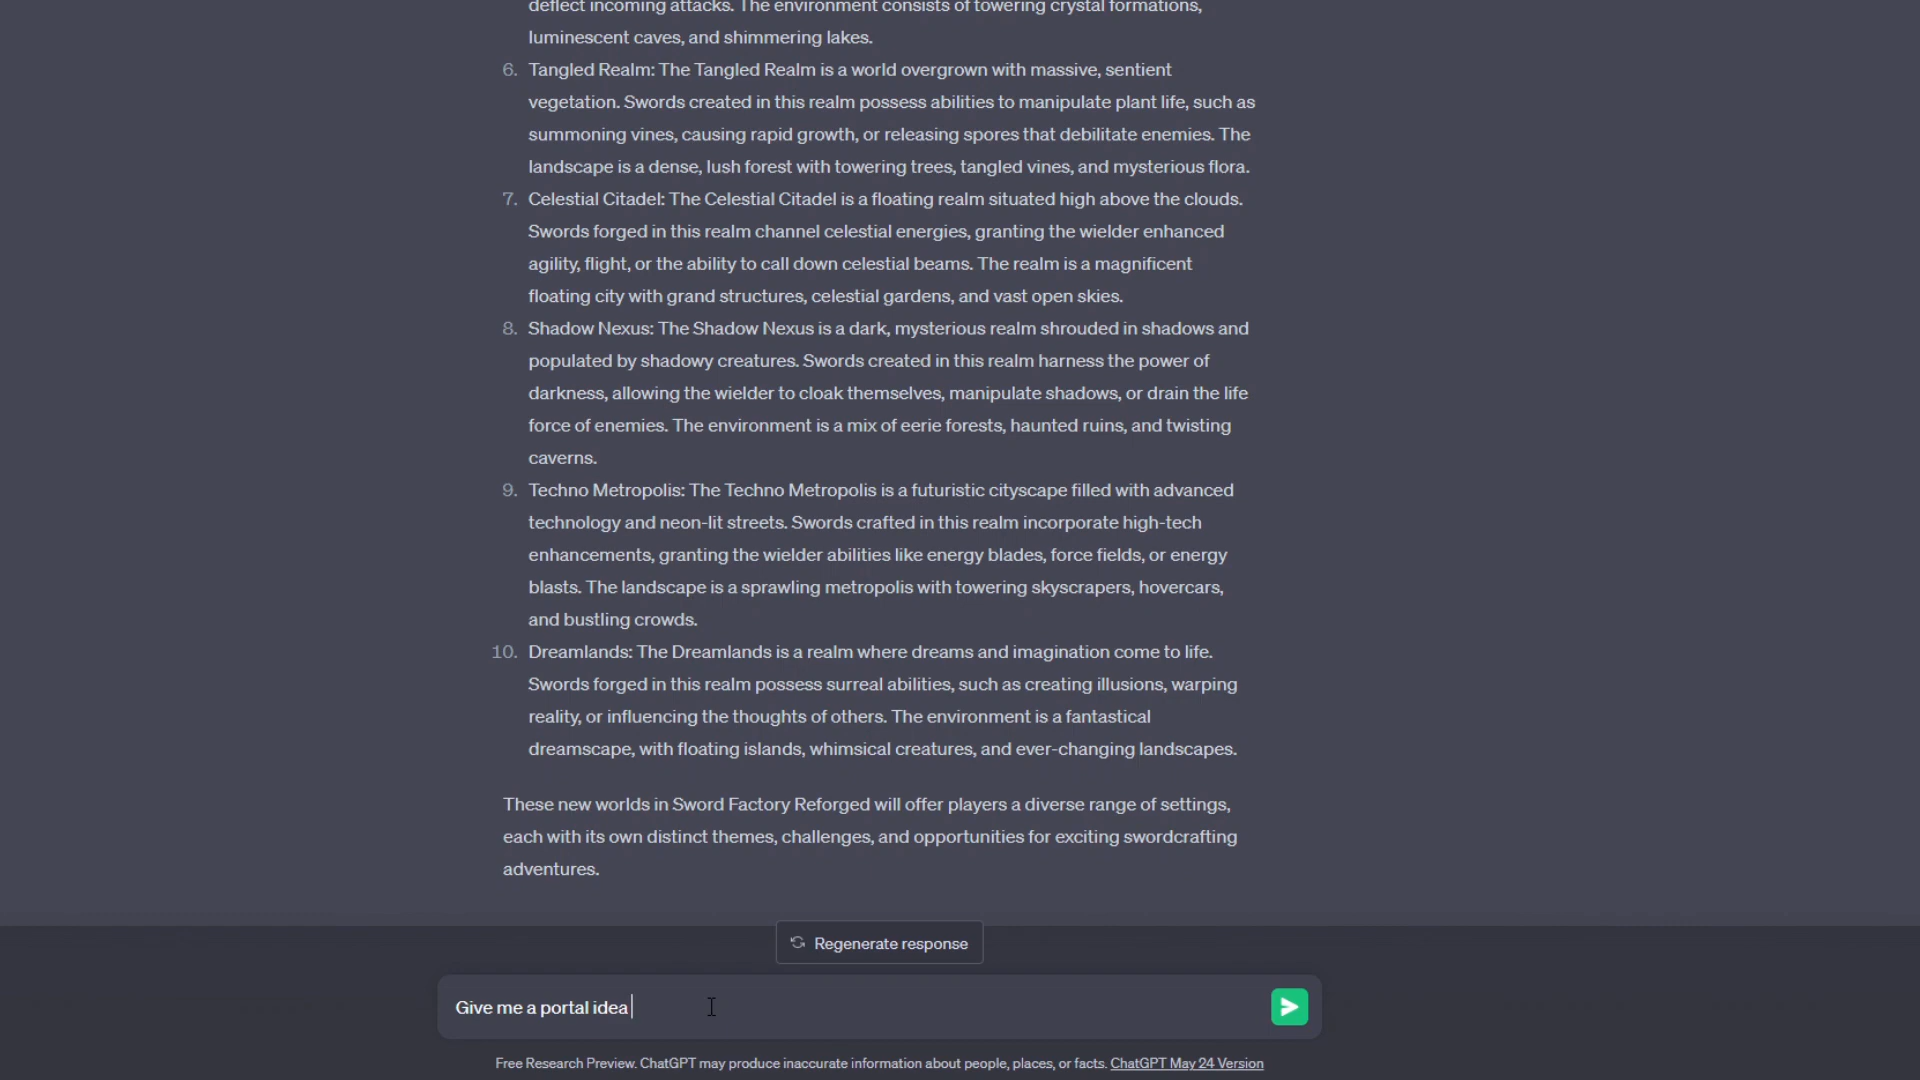 deflect incoming attacks. The environment consists of towering crystal formations,
luminescent caves, and shimmering lakes.
6. Tangled Realm: The Tangled Realm is a world overgrown with massive, sentient
vegetation. Swords created in this realm possess abilities to manipulate plant life, such as
summoning vines, causing rapid growth, or releasing spores that debilitate enemies. The
landscape is a dense, lush forest with towering trees, tangled vines, and mysterious flora.
7. Celestial Citadel: The Celestial Citadel is a floating realm situated high above the clouds.
Swords forged in this realm channel celestial energies, granting the wielder enhanced
agility, flight, or the ability to call down celestial beams. The realm is a magnificent
floating city with grand structures, celestial gardens, and vast open skies.
8. Shadow Nexus: The Shadow Nexus is a dark, mysterious realm shrouded in shadows and
populated by shadowy creatures. Swords created in this realm harness the power of
darkness, allowing the wielder to cloak themselves, manipulate shadows, or drain the life
force of enemies. The environment is a mix of eerie forests, haunted ruins, and twisting
caverns.
9. Techno Metropolis: The Techno Metropolis is a futuristic cityscape filled with advanced
technology and neon-lit streets. Swords crafted in this realm incorporate high-tech
enhancements, granting the wielder abilities like energy blades, force fields, or energy
blasts. The landscape is a sprawling metropolis with towering skyscrapers, hovercars,
and bustling crowds.
10. Dreamlands: The Dreamlands is a realm where dreams and imagination come to life.
Swords forged in this realm possess surreal abilities, such as creating illusions, warping
reality, or influencing the thoughts of others. The environment is a fantastical
dreamscape, with floating islands, whimsical creatures, and ever-changing landscapes.
These new worlds in Sword Factory Reforged will offer players a diverse range of settings,
each with its own distinct themes, challenges, and opportunities for exciting swordcrafting
adventures.
Regenerate response
Give me a portal idea
Free Research Preview. ChatGPT may produce inaccurate information about people, places, or facts. ChatGPT May 24 Version